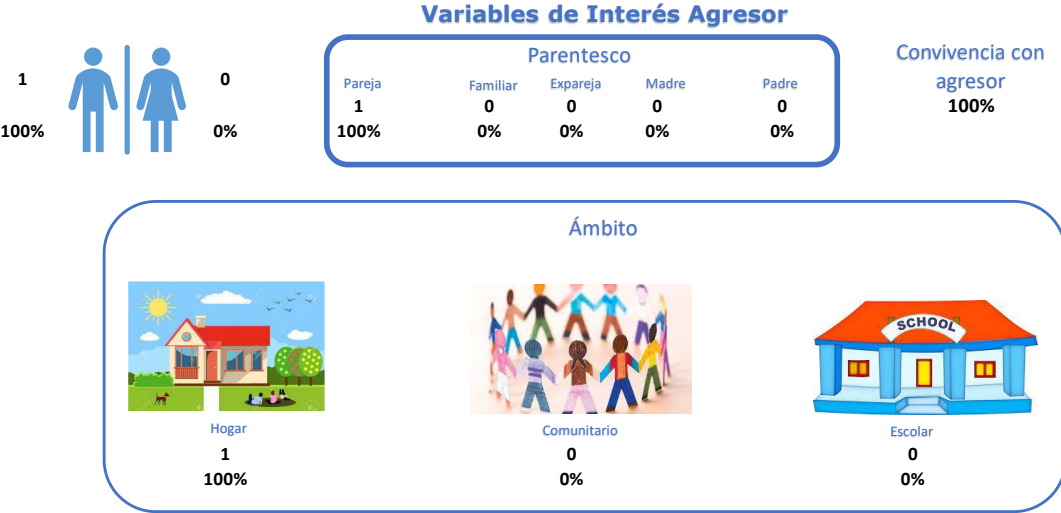 Variables de Interés Agresor
1
100%
0
0%
Parentesco
Pareja Familiar Expareja Madre Padre
1 0 0 0 0
100% 0% 0% 0% 0%
Convivencia con
agresor
100%
Ámbito
SCHOOL
Hogar Comunitario Escolar
1 0 0
100% 0% 0%